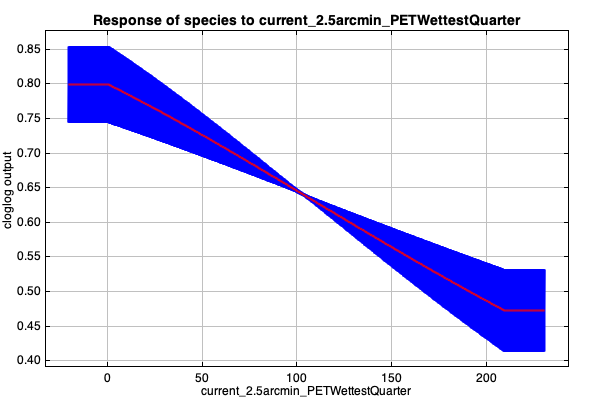 Response of species to current_2.5arcmin_PETWettestQuarter
0.85
0.80
0.75
0.70
0.65
0.60
0.55
0.50
0.45
0.40
cloglog output
0 50 100 150 200
current_2.5arcmin_PETWettestQuarter